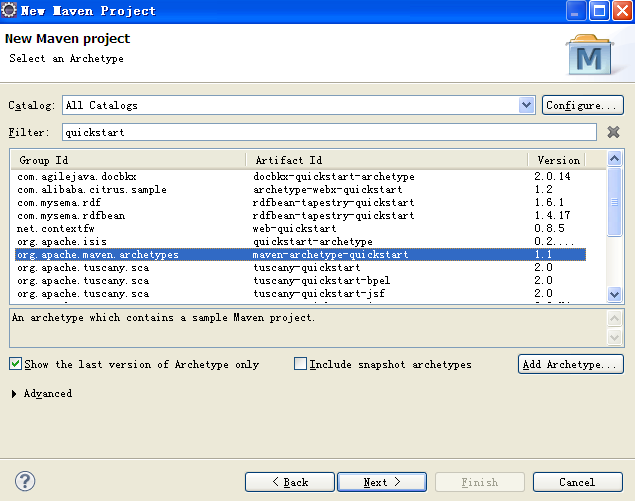 New Maven Project
New Maven project
Select an Archetype
M
Catalog: All Catalogs Configure...
Filter: quickstart
Group Id Artifact Id Version
com.agilejava.docbkx docbkx-quickstart-archetype 2.0.14
com.alibaba.citrus.sample archetype-webx-quickstart 1.2
com.mysema.rdf rdfbean-tapestry-quickstart 1.6.1
com.mysema.rdfbean rdfbean-tapestry-quickstart 1.4.17
net.contextfw web-quickstart 0.8.5
org.apache.isis quickstart-archetype 0.2....
org.apache.maven.archetypes maven-archetype-quickstart 1.1
org.apache.tuscany.sca tuscany-quickstart 2.0
org.apache.tuscany.sca tuscany-quickstart-bpel 2.0
org.apache.tuscany.sca tuscany-quickstart-jsf 2.0
An archetype which contains a sample Maven project.
Show the last version of Archetype only Include snapshot archetypes Add Archetype...
Advanced
? < Back Next > Finish Cancel